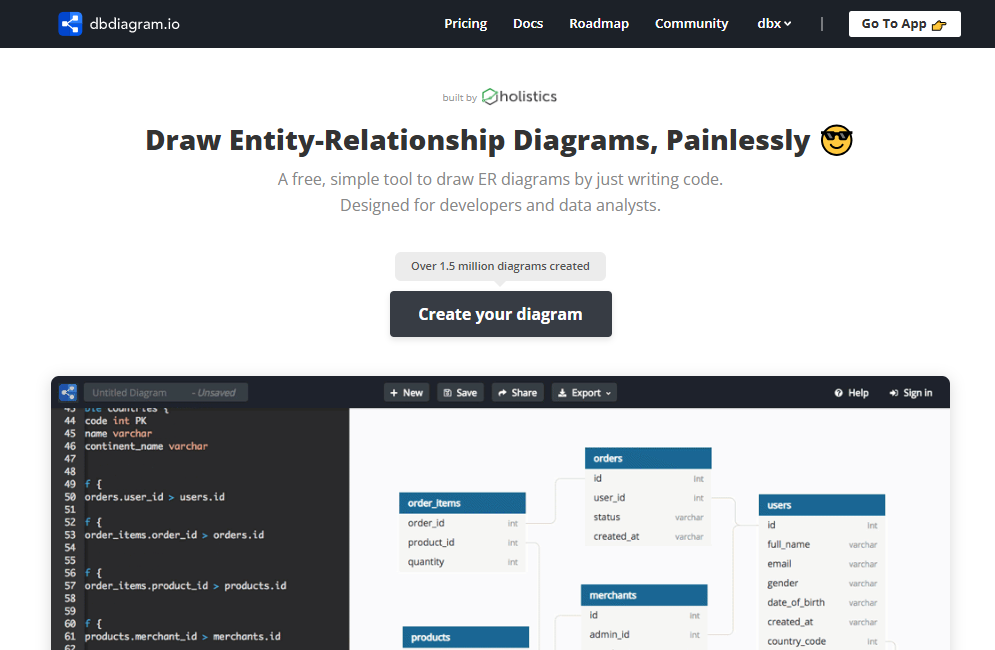 dbdiagram.io
Pricing Docs Roadmap Community dbx | Go To App
built by holistics
Draw Entity-Relationship Diagrams, Painlessly
A free, simple tool to draw ER diagrams by just writing code.
Designed for developers and data analysts.
Over 1.5 million diagrams created
Create your diagram
Untitled Diagram - Unsaved
+ New Save Share Export Help Sign in
43 ble countries {
44 code int PK
45 name varchar
46 continent_name varchar
47
48
49 f {
50 orders.user_id > users.id
51
52 f {
53 order_items.order_id > orders.id
54
55
56 f {
57 order_items.product_id > products.id
58
59
60 f {
61 products.merchant_id > merchants.id
62
order_items
order_id int
product_id int
quantity int
products
orders
id int
user_id int
status varchar
created_at varchar
merchants
id int
admin_id int
users
id int
full_name varchar
email varchar
gender varchar
date_of_birth varchar
created_at varchar
country_code int